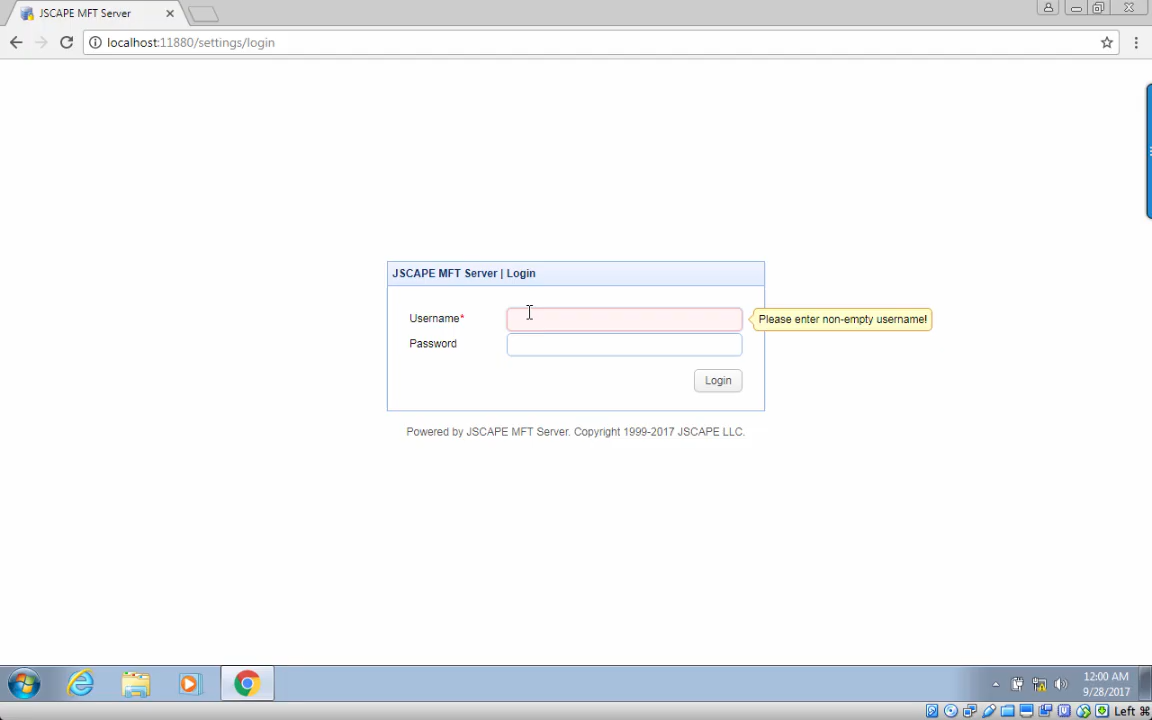 JSCAPE MFT Server
localhost:11880/settings/login
JSCAPE MFT Server | Login
Username*
Please enter non-empty username!
Password
Login
Powered by JSCAPE MFT Server. Copyright 1999-2017 JSCAPE LLC.
12:00 AM
9/28/2017
Left ⌘